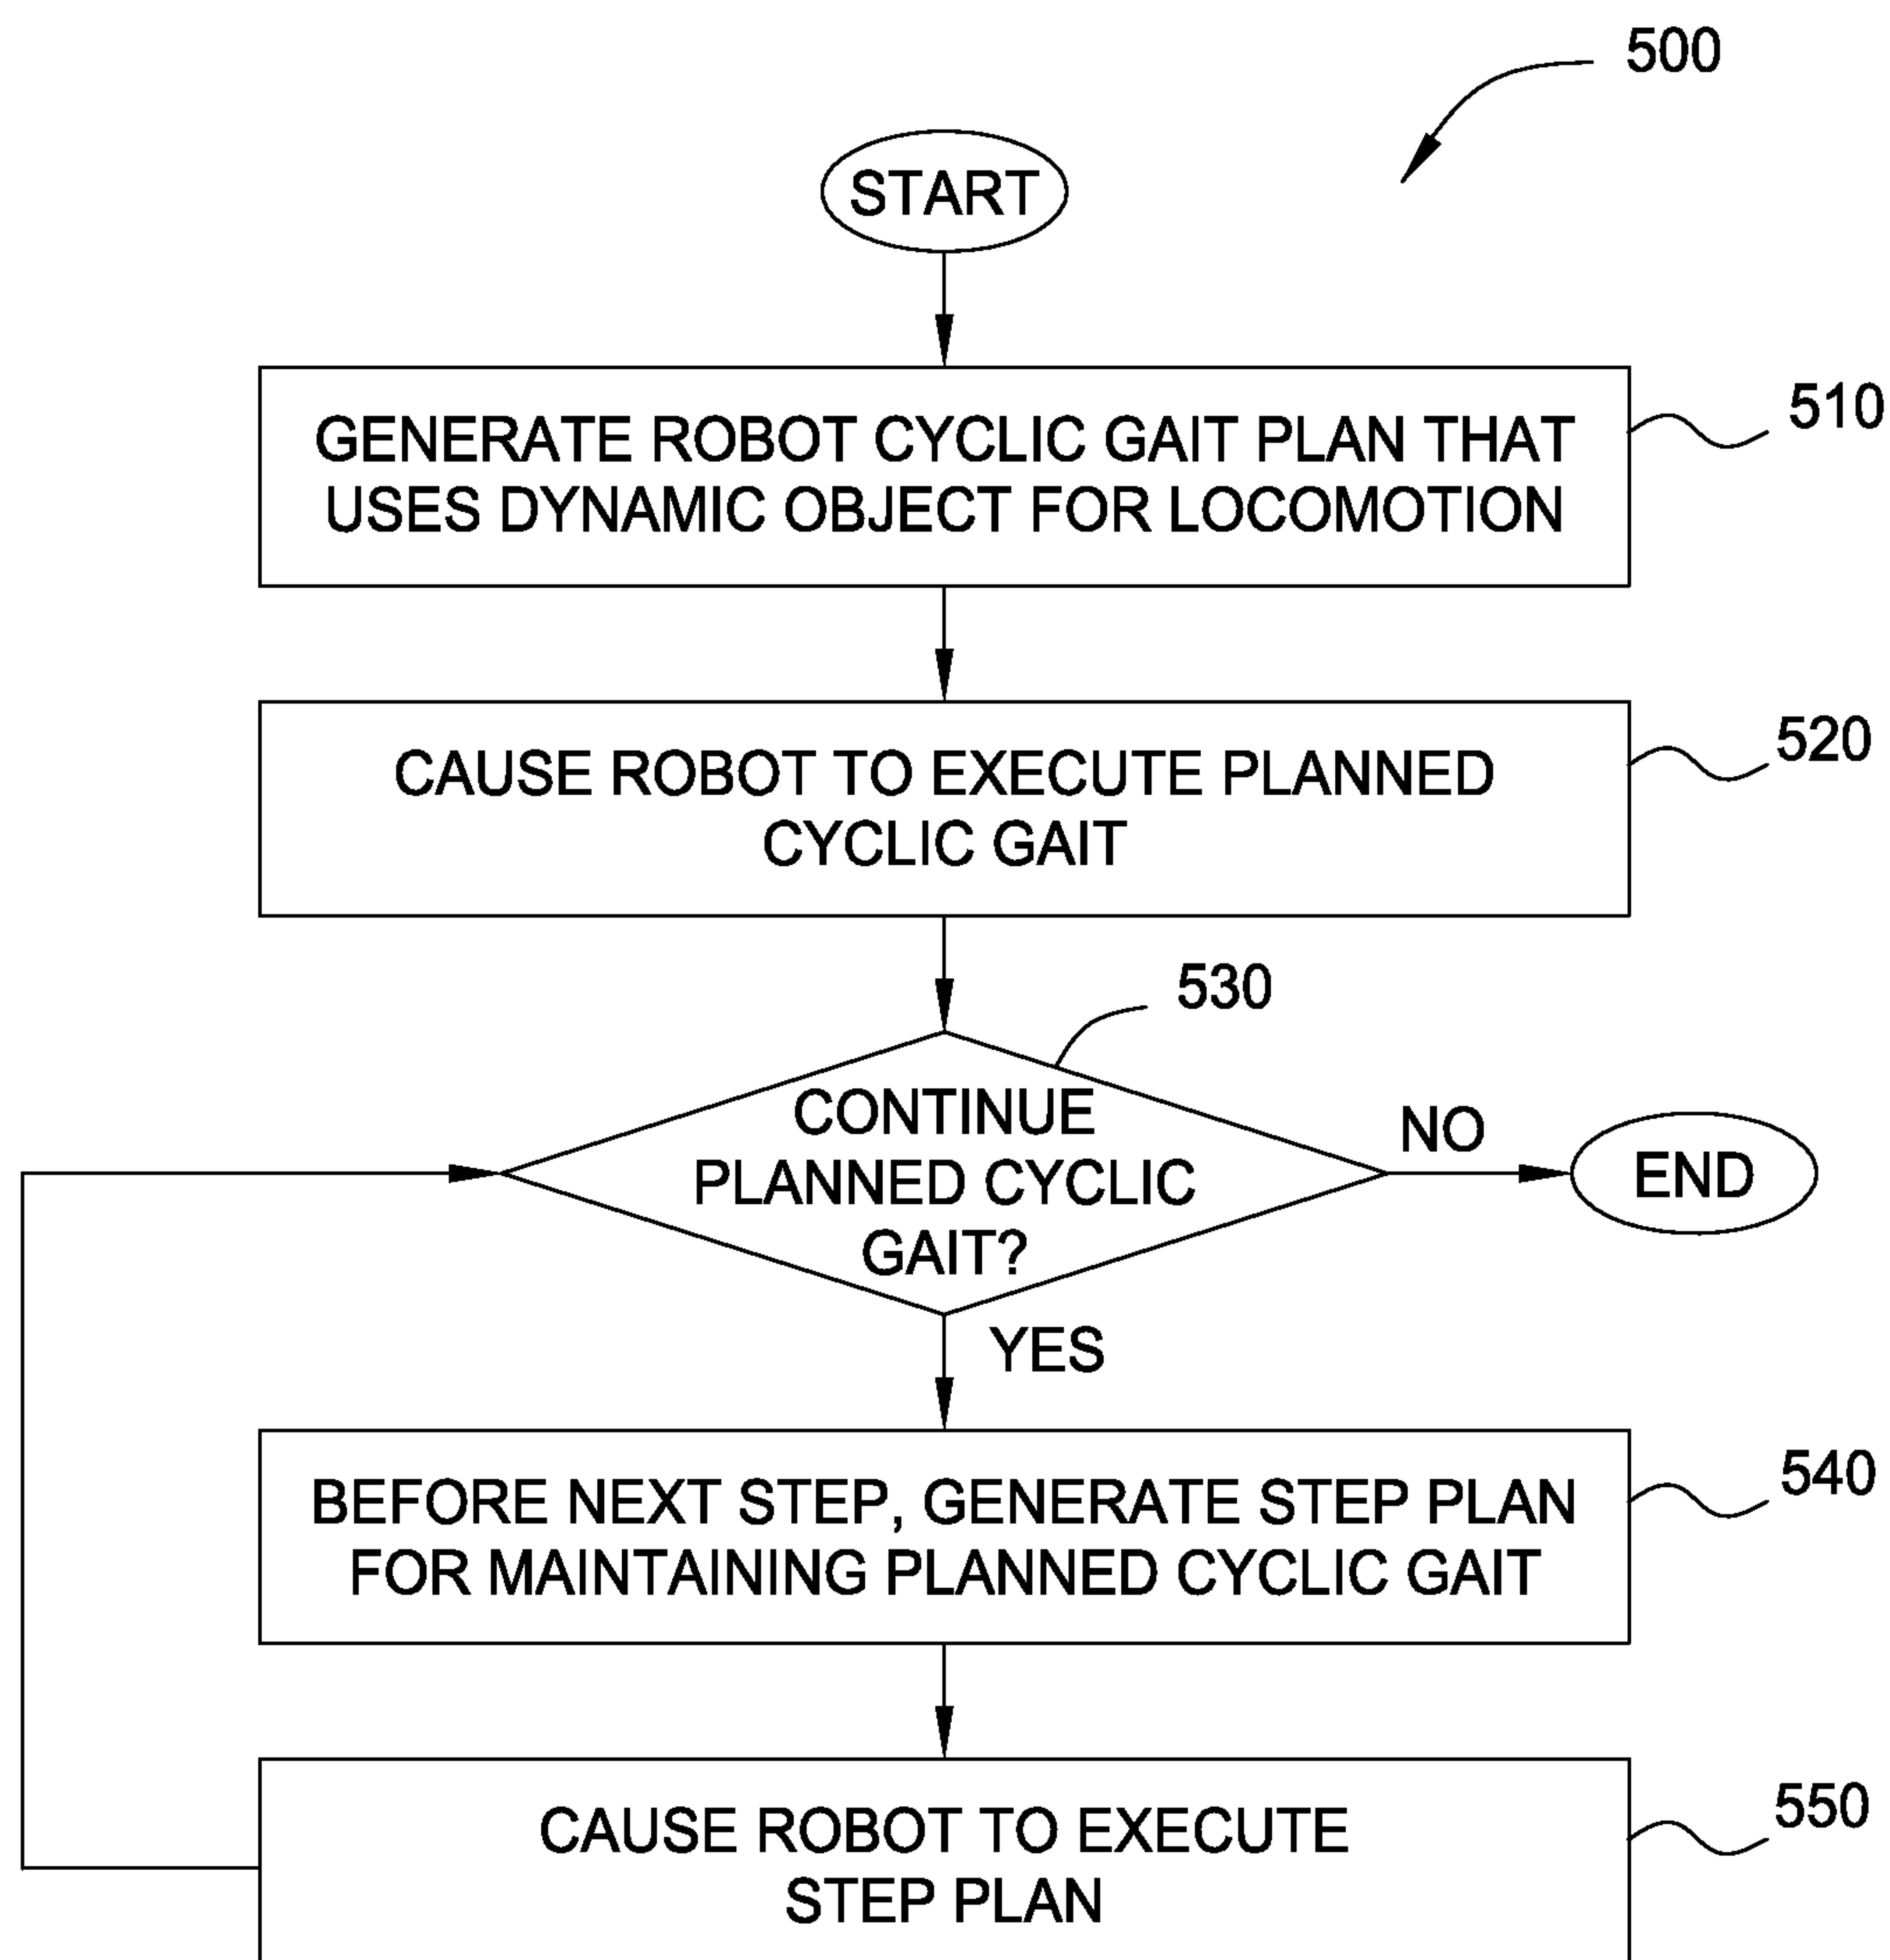 500
START
GENERATE ROBOT CYCLIC GAIT PLAN THAT
USES DYNAMIC OBJECT FOR LOCOMOTION
510
CAUSE ROBOT TO EXECUTE PLANNED
CYCLIC GAIT
520
530
CONTINUE
PLANNED CYCLIC
GAIT?
NO
END
YES
BEFORE NEXT STEP, GENERATE STEP PLAN
FOR MAINTAINING PLANNED CYCLIC GAIT
540
CAUSE ROBOT TO EXECUTE
STEP PLAN
550